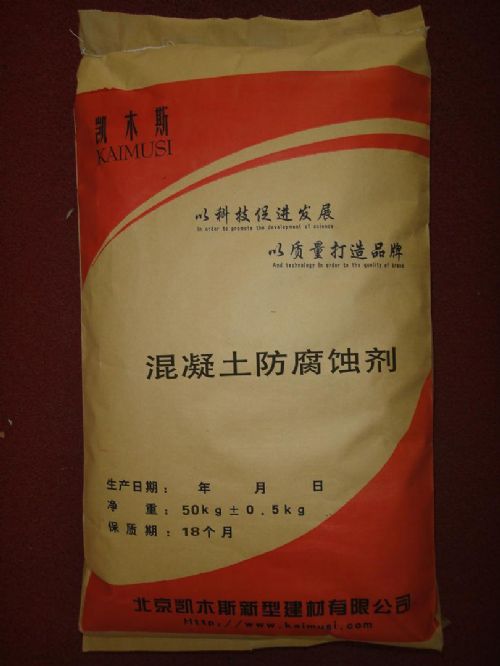 凯木斯
KAIMUSI
以科技促进发展
In order to promote the development of science
以质量打造品牌
And technology In order to the quality of brand
混凝土防腐蚀剂
生产日期： 年 月 日
净 重：50kg±0.5kg
保质期：18个月
北京凯木斯新型建材有限公司
Http://www.kaimusi.com